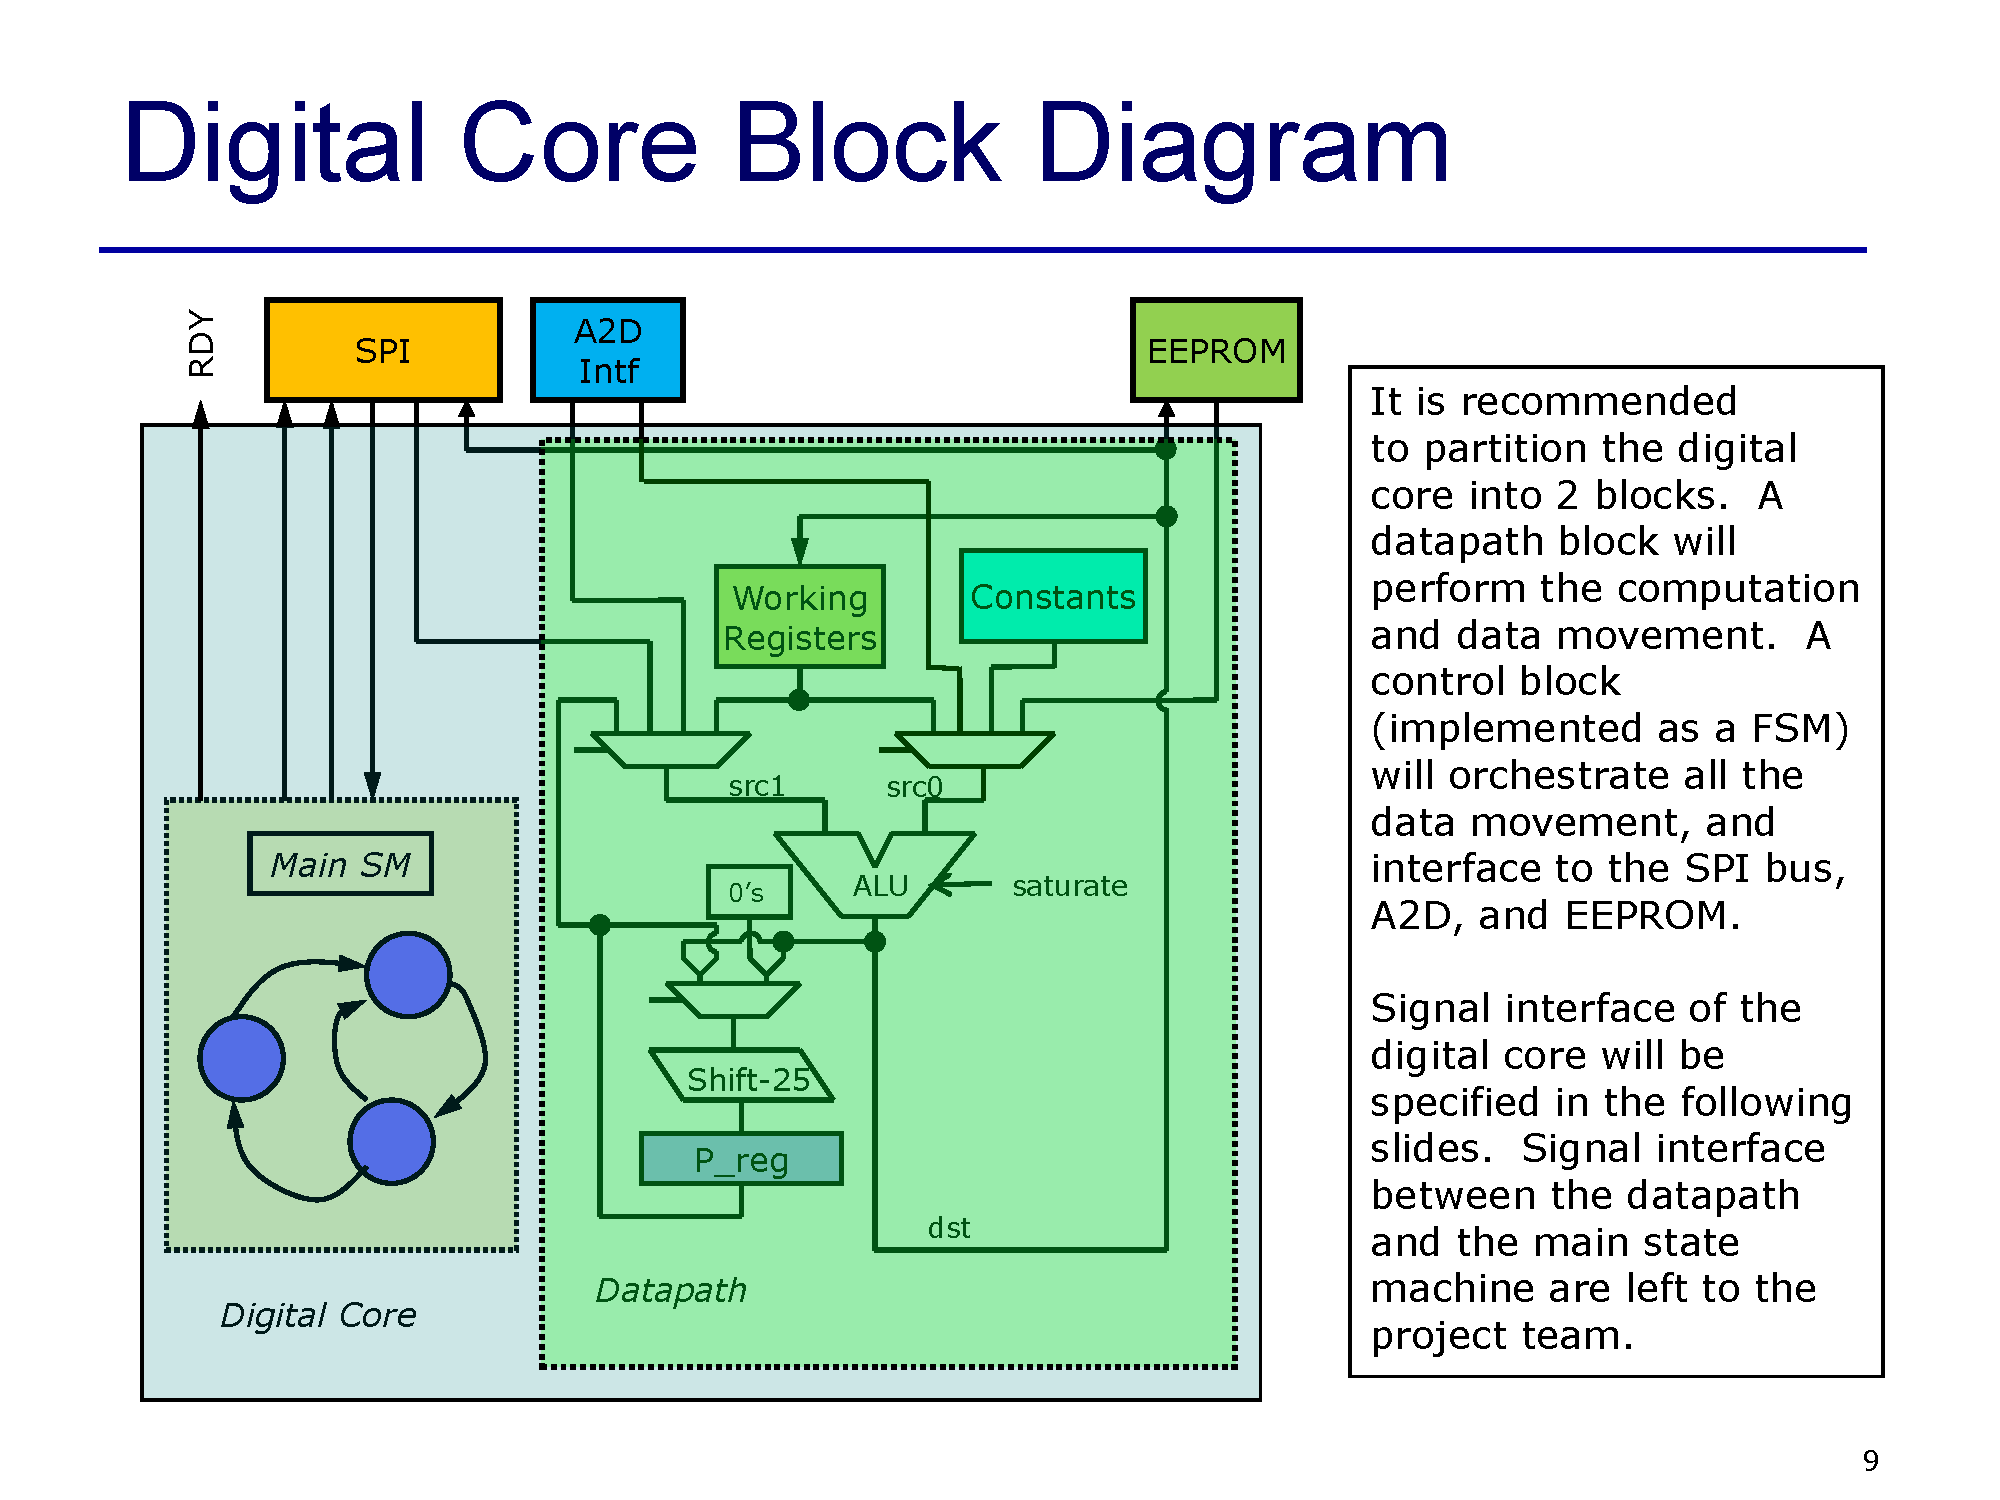 Digital Core Block Diagram
RDY
SPI
A2D
Intf
EEPROM
Working
Registers
Constants
src1
src0
Main SM
0’s
ALU
saturate
Shift-25
P_reg
dst
Datapath
Digital Core
It is recommended
to partition the digital
core into 2 blocks. A
datapath block will
perform the computation
and data movement. A
control block
(implemented as a FSM)
will orchestrate all the
data movement, and
interface to the SPI bus,
A2D, and EEPROM.
Signal interface of the
digital core will be
specified in the following
slides. Signal interface
between the datapath
and the main state
machine are left to the
project team.
9